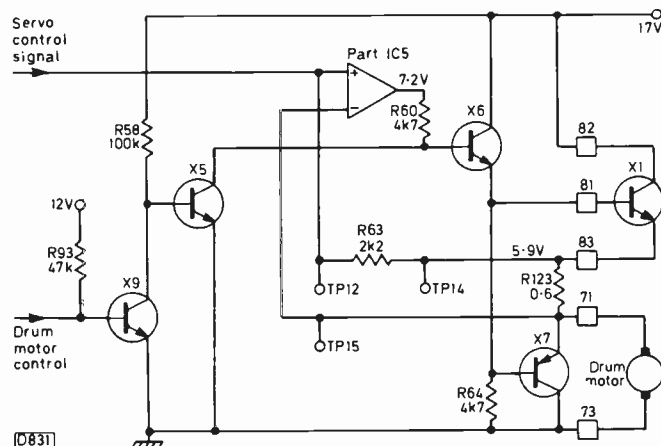 Servo
control
signal
Part IC5
+
−
7·2V
17V
R58
100k
R60
4k7
X6
X5
82
81
X1
83
12V
R93
47k
R63
2k2
5·9V
R123
0·6
TP12
TP14
71
X9
TP15
X7
Drum
motor
control
R64
4k7
Drum
motor
73
D831